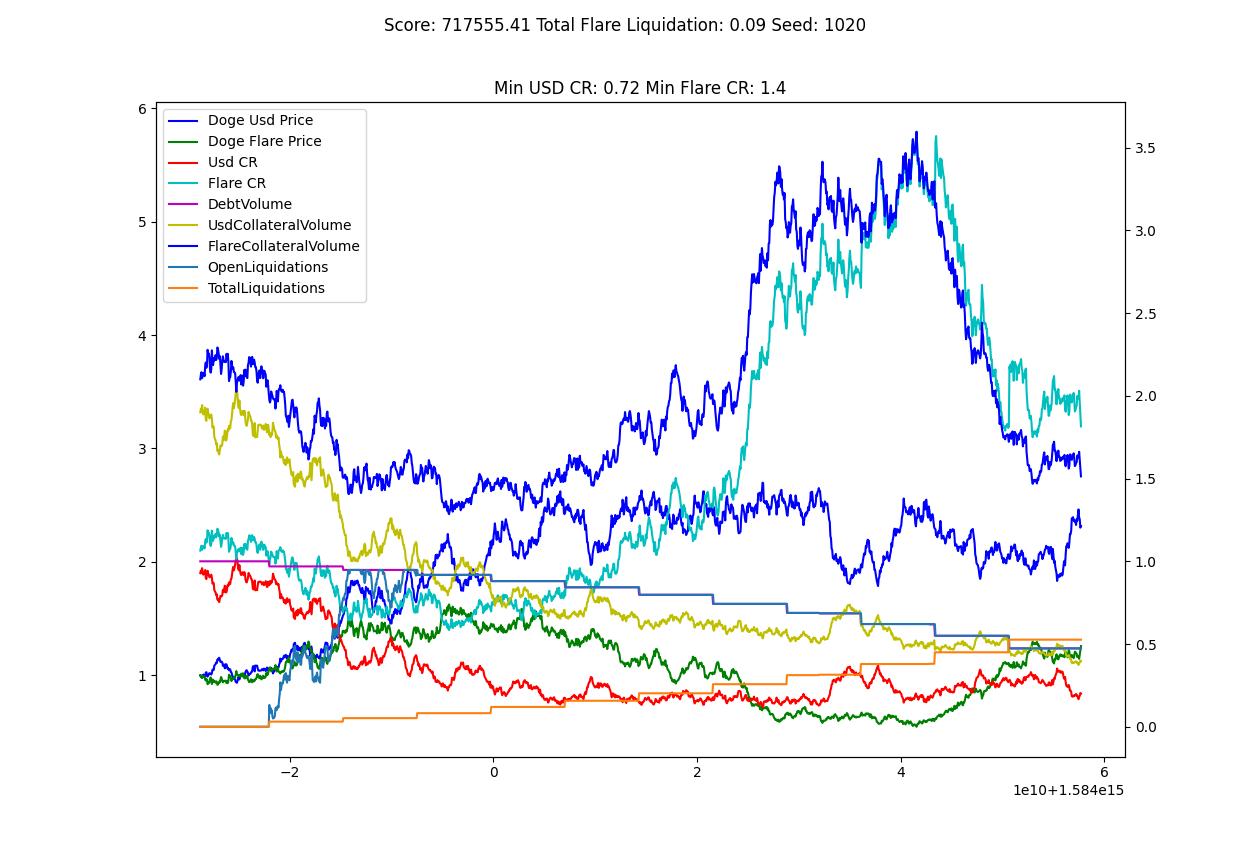 Score: 717555.41 Total Flare Liquidation: 0.09 Seed: 1020
Min USD CR: 0.72 Min Flare CR: 1.4
Doge Usd Price
Doge Flare Price
Usd CR
Flare CR
DebtVolume
UsdCollateralVolume
FlareCollateralVolume
OpenLiquidations
TotalLiquidations
6
5
4
3
2
1
3.5
3.0
2.5
2.0
1.5
1.0
0.5
0.0
−2 0 2 4 6
1e10+1.584e15